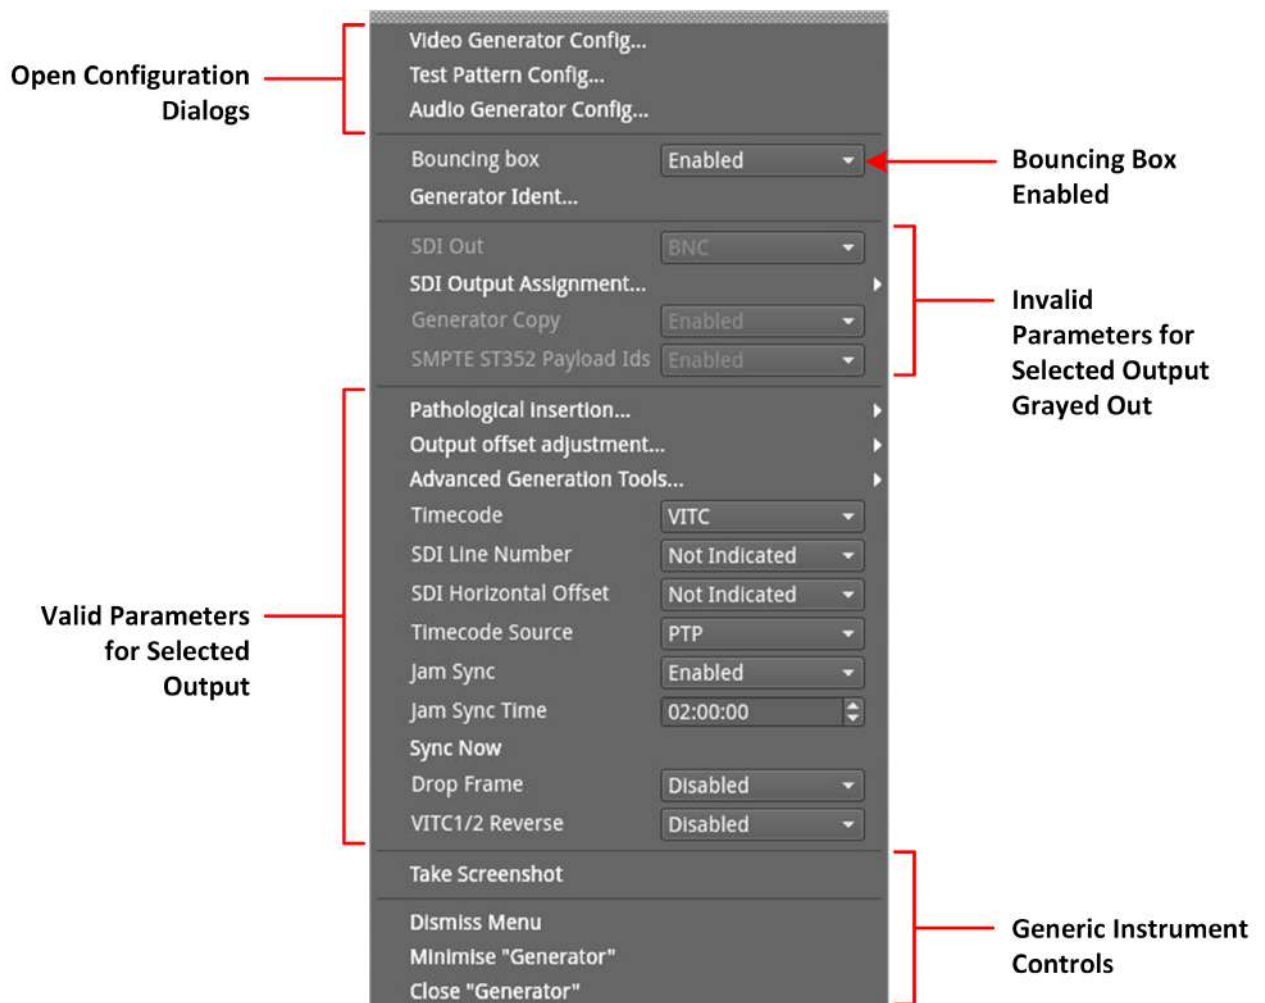 Open Configuration
Dialogs
Video Generator Config...
Test Pattern Config...
Audio Generator Config...
Bouncing box Enabled
Generator Ident...
Bouncing Box
Enabled
SDI Out BNC
SDI Output Assignment...
Generator Copy Enabled
SMPTE ST352 Payload Ids Enabled
Invalid
Parameters for
Selected Output
Grayed Out
Pathological Insertion...
Output offset adjustment...
Advanced Generation Tools...
Timecode VITC
SDI Line Number Not Indicated
SDI Horizontal Offset Not Indicated
Timecode Source PTP
Jam Sync Enabled
Jam Sync Time 02:00:00
Sync Now
Drop Frame Disabled
VITC1/2 Reverse Disabled
Valid Parameters
for Selected
Output
Take Screenshot
Dismiss Menu
Minimise "Generator"
Close "Generator"
Generic Instrument
Controls